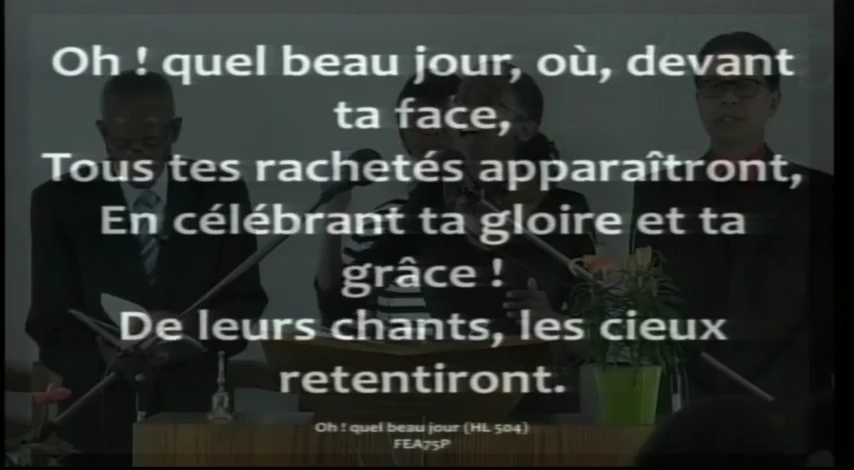 Oh ! quel beau jour, où, devant
ta face,
Tous tes rachetés apparaîtront,
En célébrant ta gloire et ta
grâce !
De leurs chants, les cieux
retentiront.
Oh ! quel beau jour (HL 504)
FEA75P